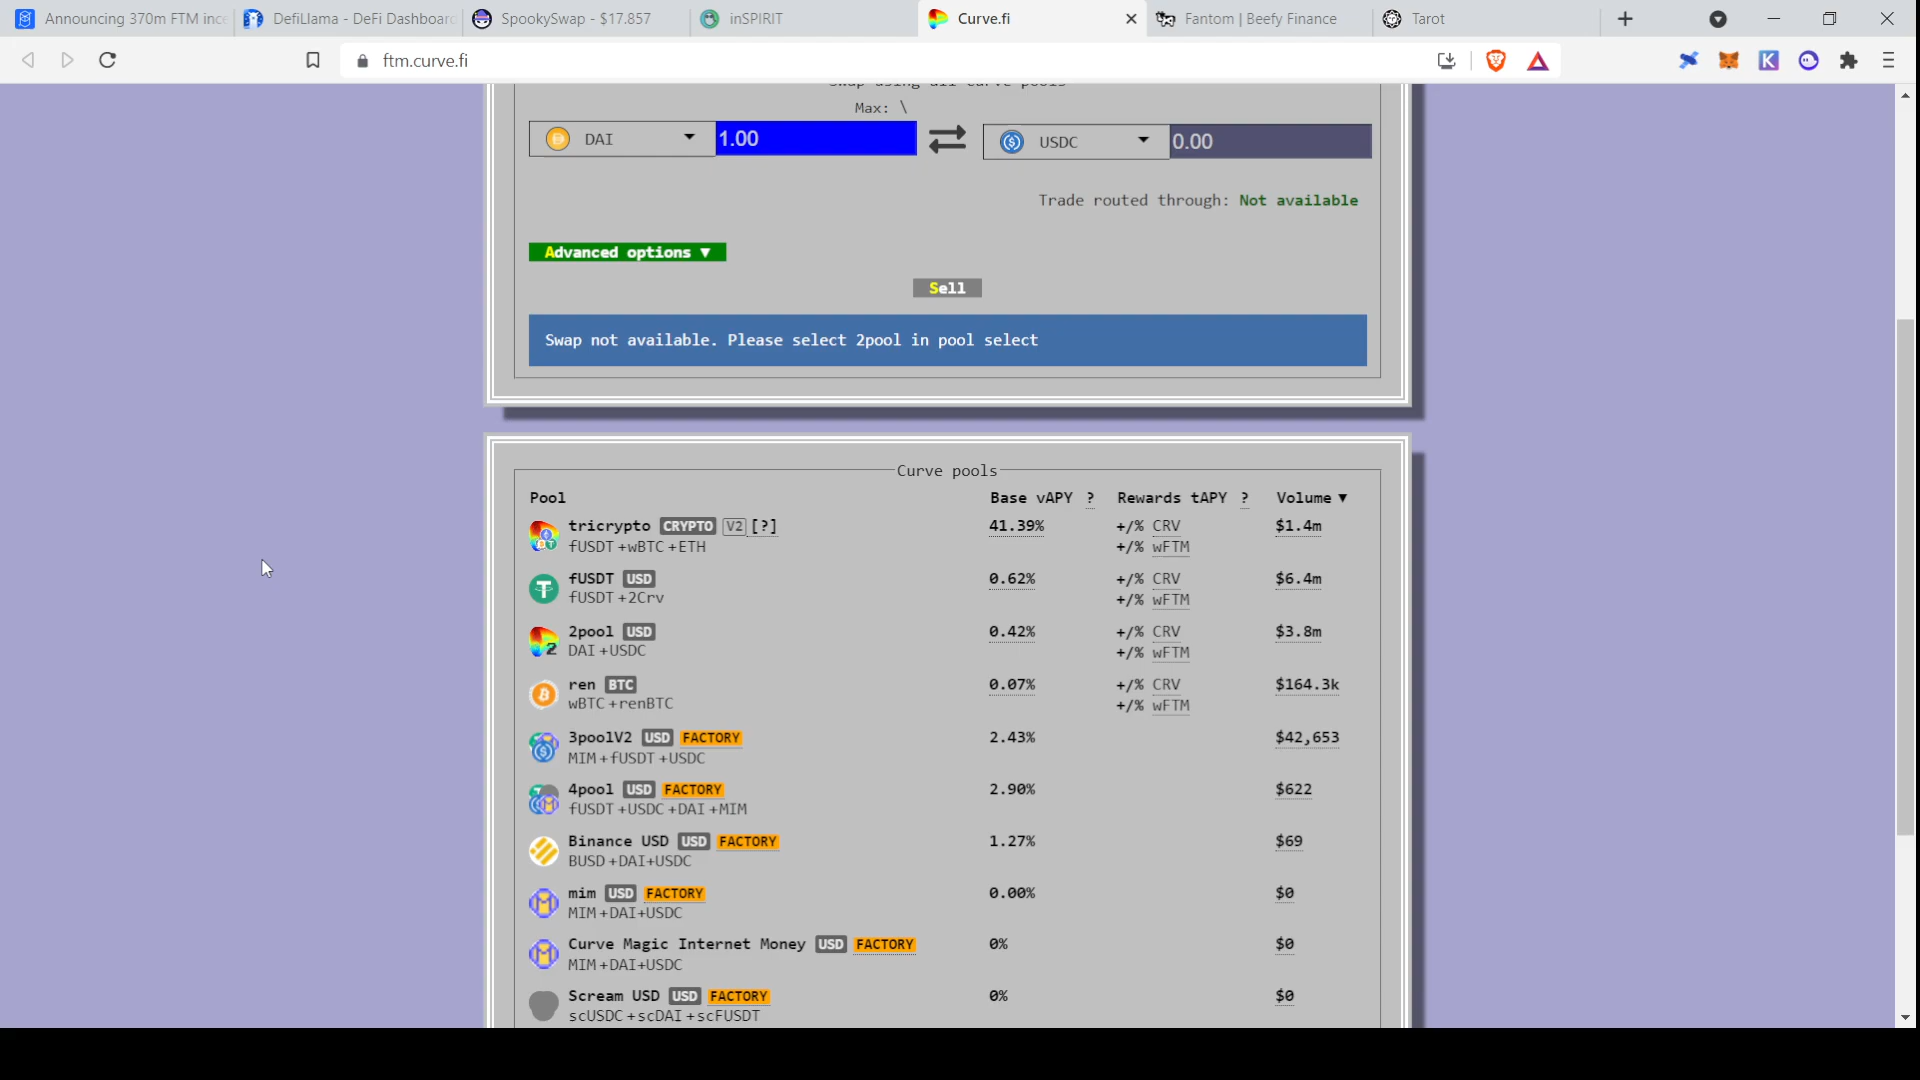 Announcing 370m FTM ince
DefiLlama - DeFi Dashboard
SpookySwap - $17.857
inSPIRIT
Curve.fi
Fantom | Beefy Finance
Tarot
ftm.curve.fi
Swap using all Curve pools
Max: \
DAI
1.00
USDC
0.00
Trade routed through: Not available
Advanced options ▼
Sell
Swap not available. Please select 2pool in pool select
Curve pools
Pool Base vAPY ? Rewards tAPY ? Volume ▼
tricrypto CRYPTO V2 [?] 41.39% +/% CRV $1.4m
fUSDT+wBTC+ETH +/% wFTM
fUSDT USD 0.62% +/% CRV $6.4m
fUSDT+2Crv +/% wFTM
2pool USD 0.42% +/% CRV $3.8m
DAI+USDC +/% wFTM
ren BTC 0.07% +/% CRV $164.3k
wBTC+renBTC +/% wFTM
3poolV2 USD FACTORY 2.43% $42,653
MIM+fUSDT+USDC
4pool USD FACTORY 2.90% $622
fUSDT+USDC+DAI+MIM
Binance USD USD FACTORY 1.27% $69
BUSD+DAI+USDC
mim USD FACTORY 0.00% $0
MIM+DAI+USDC
Curve Magic Internet Money USD FACTORY 0% $0
MIM+DAI+USDC
Scream USD USD FACTORY 0% $0
scUSDC+scDAI+scFUSDT